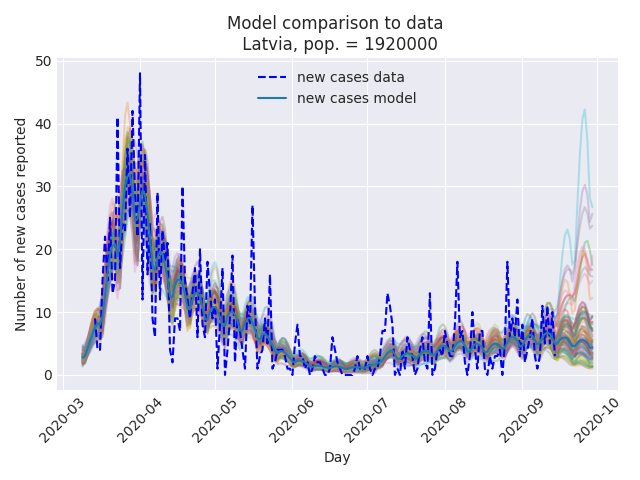 Model comparison to data
Latvia, pop. = 1920000
new cases data
new cases model
Number of new cases reported
50
40
30
20
10
0
2020-03
2020-04
2020-05
2020-06
2020-07
2020-08
2020-09
2020-10
Day